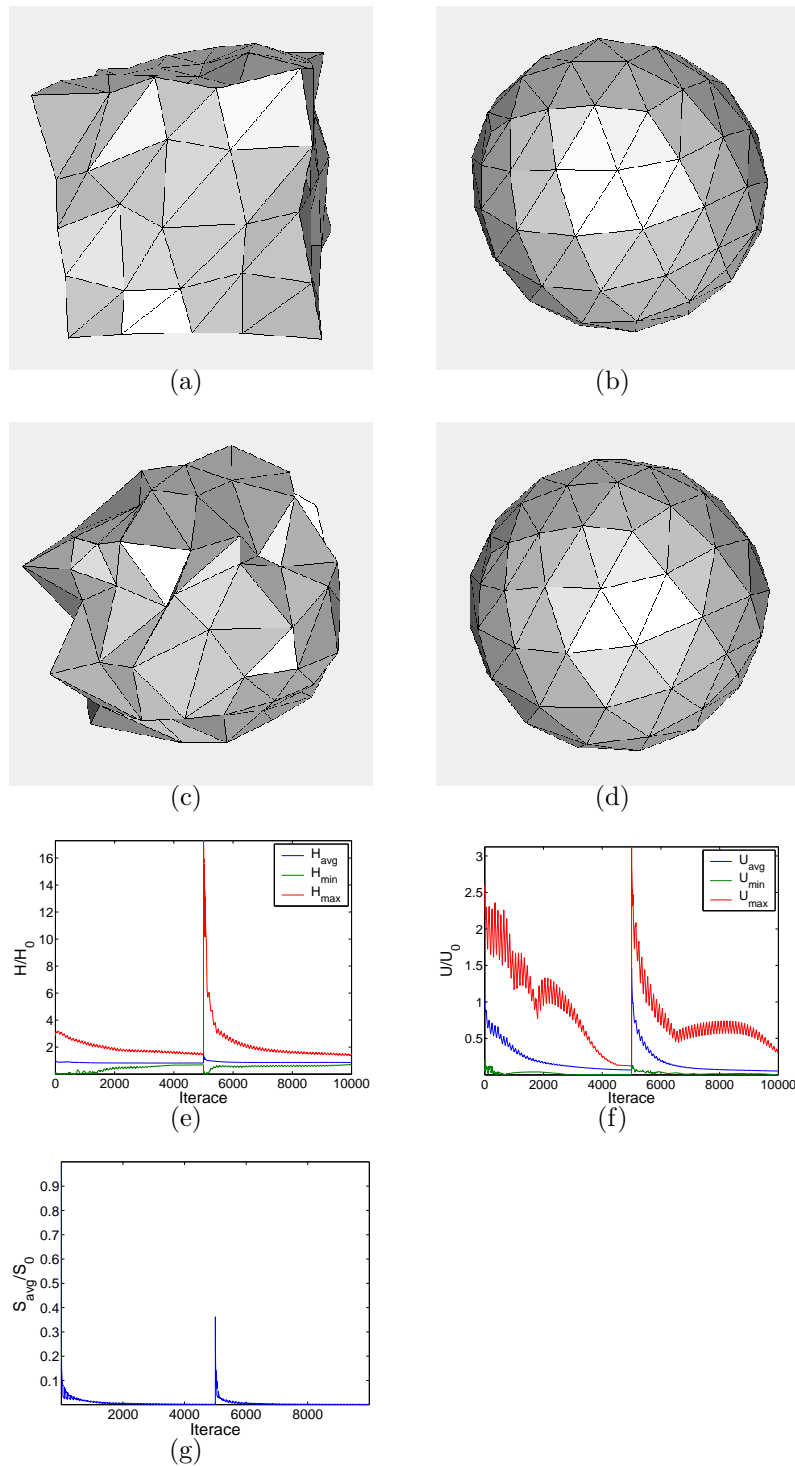 (a)
(b)
(c)
(d)
16
14
12
10
8
6
4
2
H/H0
Havg
Hmin
Hmax
0 2000 4000 6000 8000 10000
Iterace
(e)
3
2.5
2
1.5
1
0.5
U/U0
Uavg
Umin
Umax
0 2000 4000 6000 8000 10000
Iterace
(f)
0.9
0.8
0.7
0.6
0.5
0.4
0.3
0.2
0.1
Savg/S0
2000 4000 6000 8000
Iterace
(g)